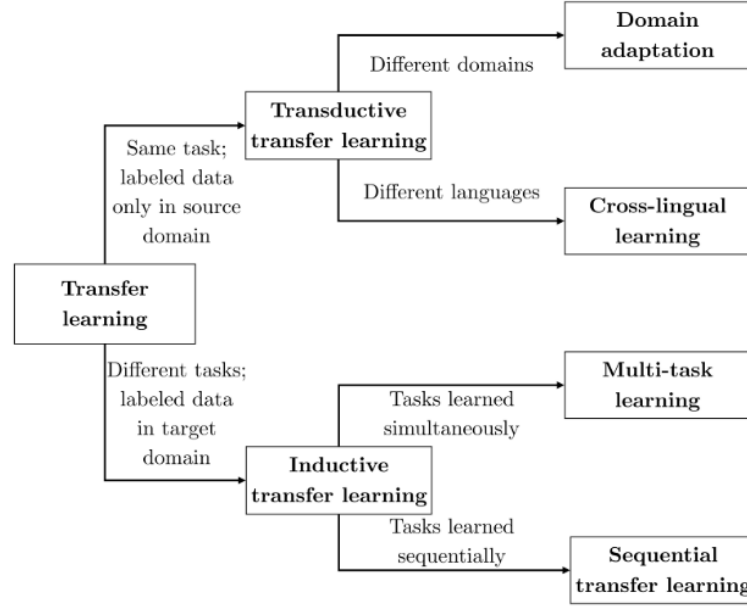 Domain
adaptation
Different domains
Transductive
transfer learning
Same task;
labeled data
only in source
domain
Different languages
Cross-lingual
learning
Transfer
learning
Different tasks;
labeled data
in target
domain
Multi-task
learning
Tasks learned
simultaneously
Inductive
transfer learning
Tasks learned
sequentially
Sequential
transfer learning